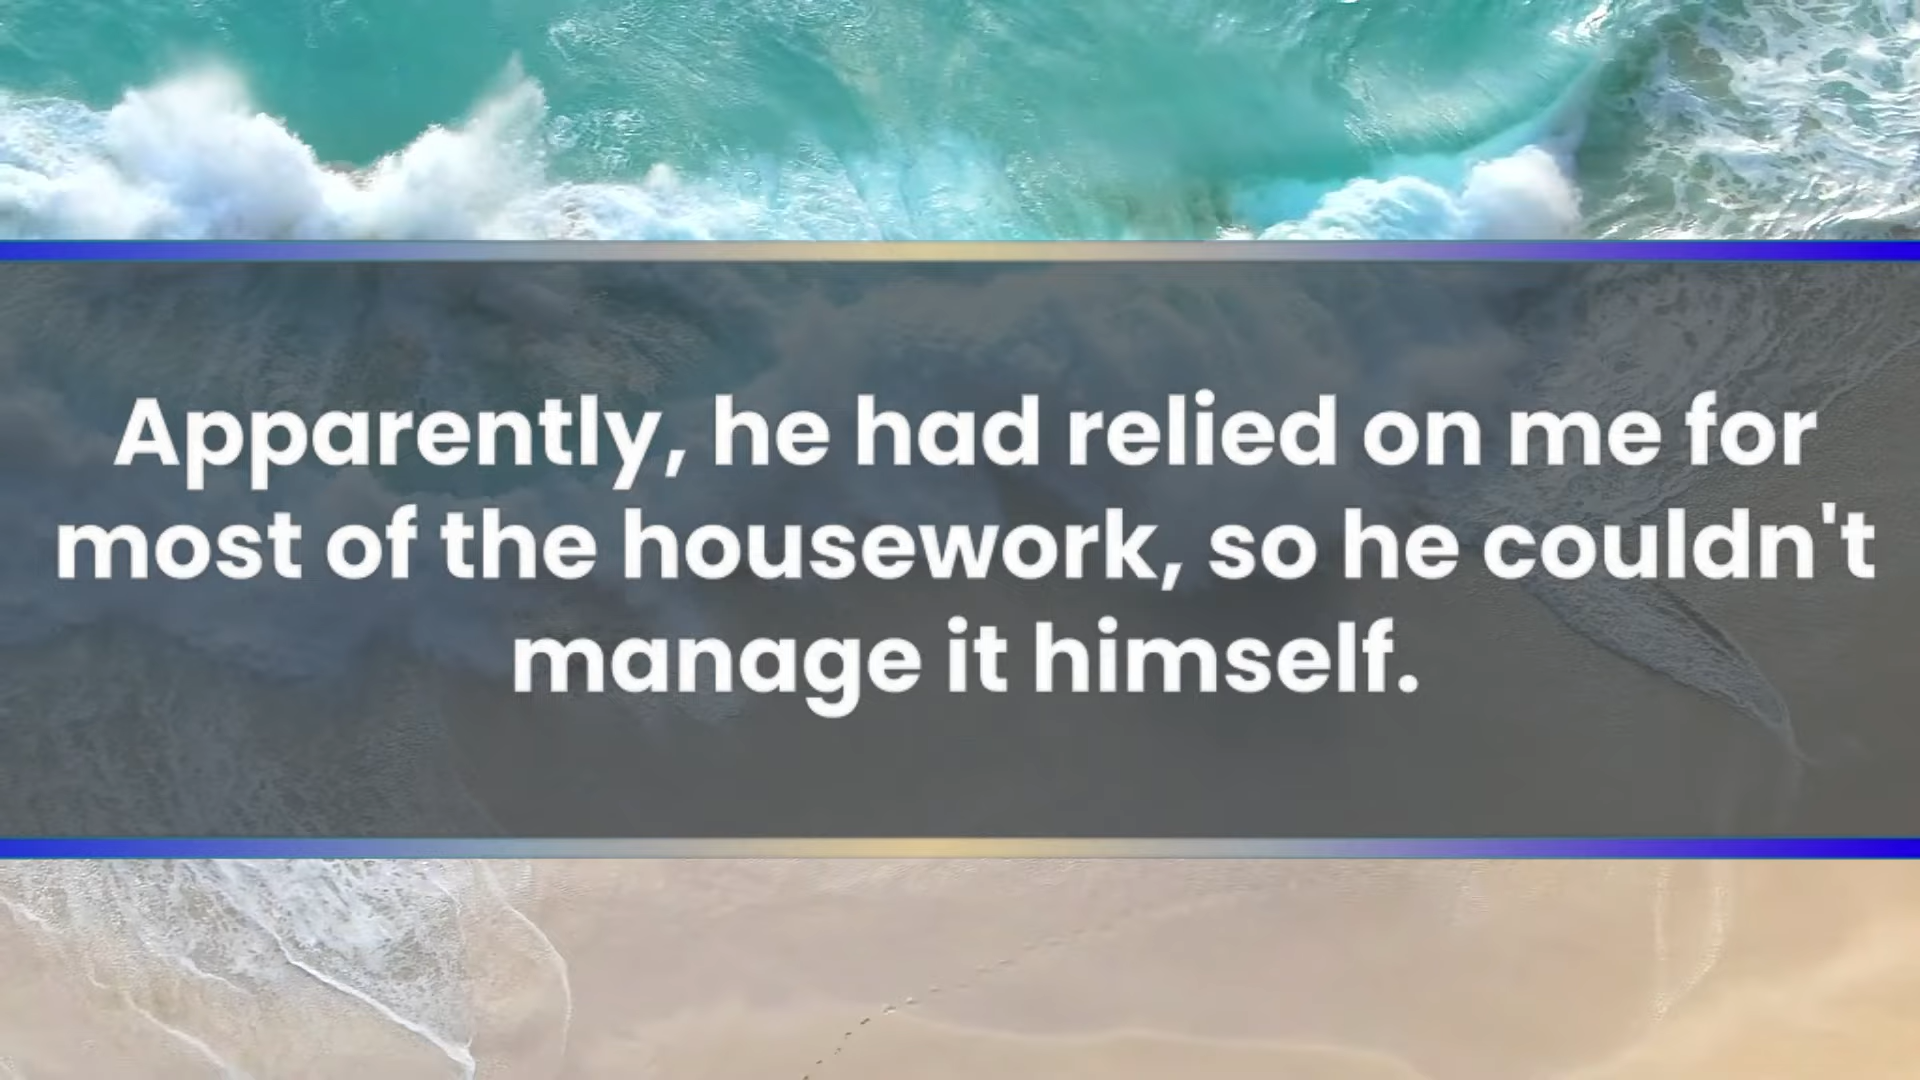 Apparently, he had relied on me for
most of the housework, so he couldn't
manage it himself.